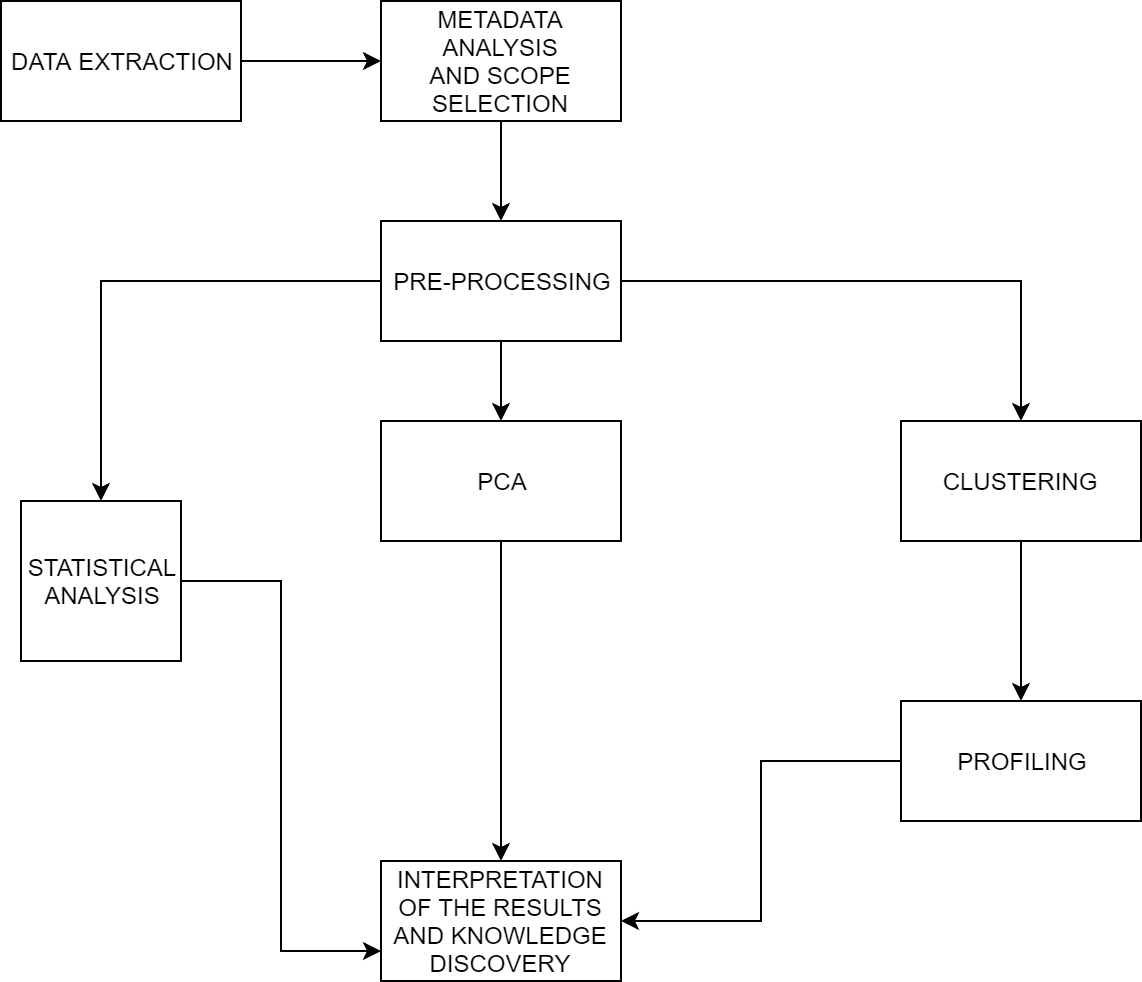 DATA EXTRACTION
METADATA
ANALYSIS
AND SCOPE
SELECTION
PRE-PROCESSING
PCA
CLUSTERING
STATISTICAL
ANALYSIS
PROFILING
INTERPRETATION
OF THE RESULTS
AND KNOWLEDGE
DISCOVERY